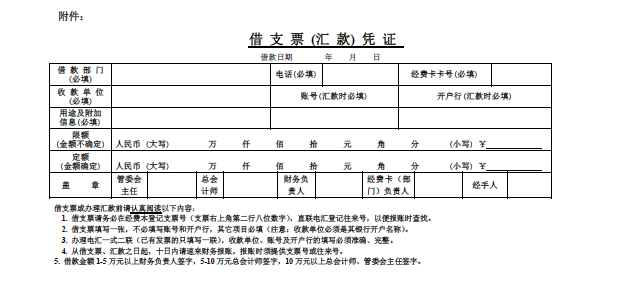 附件：
借 支 票 (汇 款) 凭 证
借款日期 年 月 日
借 款 部 门 (必填) 电话(必填) 经费卡卡号(必填)
收 款 单 位 (必填) 账号(汇款时必填) 开户行(汇款时必填)
用途及附加信息(必填)
限额 (金额不确定) 人民币 (大写) 万 仟 佰 拾 元 角 分 (小写) ￥
定额 (金额确定) 人民币 (大写) 万 仟 佰 拾 元 角 分 (小写) ￥
盖 章 管委会主任 总会计师 财务负责人 经费卡（部门）负责人 经手人
借支票或办理汇款前请认真阅读以下内容：
1. 借支票请务必在经费本登记支票号（支票右上角第二行八位数字），直联电汇登记往来号，以便报账时查找。
2. 借支票填写一张，不必填写账号和开户行，其它项目必填（注意：收款单位必须是其银行开户名称）。
3. 办理电汇一式二联（已有发票的只填写一联），收款单位、账号及开户行的填写必须准确、完整。
4. 从借支票、汇款之日起，十日内请速来财务报账，报账时须提供支票号或往来号。
5. 借款金额 1-5 万元以上财务负责人签字，5-10 万元总会计师签字，10 万元以上总会计师、管委会主任签字。